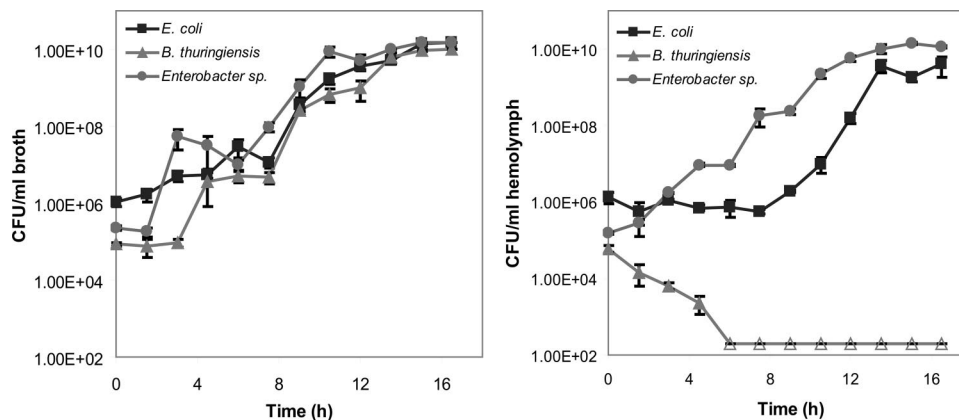 E. coli
B. thuringiensis
Enterobacter sp.
1.00E+10
1.00E+08
1.00E+06
1.00E+04
1.00E+02
CFU/ml broth
0 4 8 12 16
Time (h)
E. coli
B. thuringiensis
Enterobacter sp.
1.00E+10
1.00E+08
1.00E+06
1.00E+04
1.00E+02
CFU/ml hemolymph
0 4 8 12 16
Time (h)